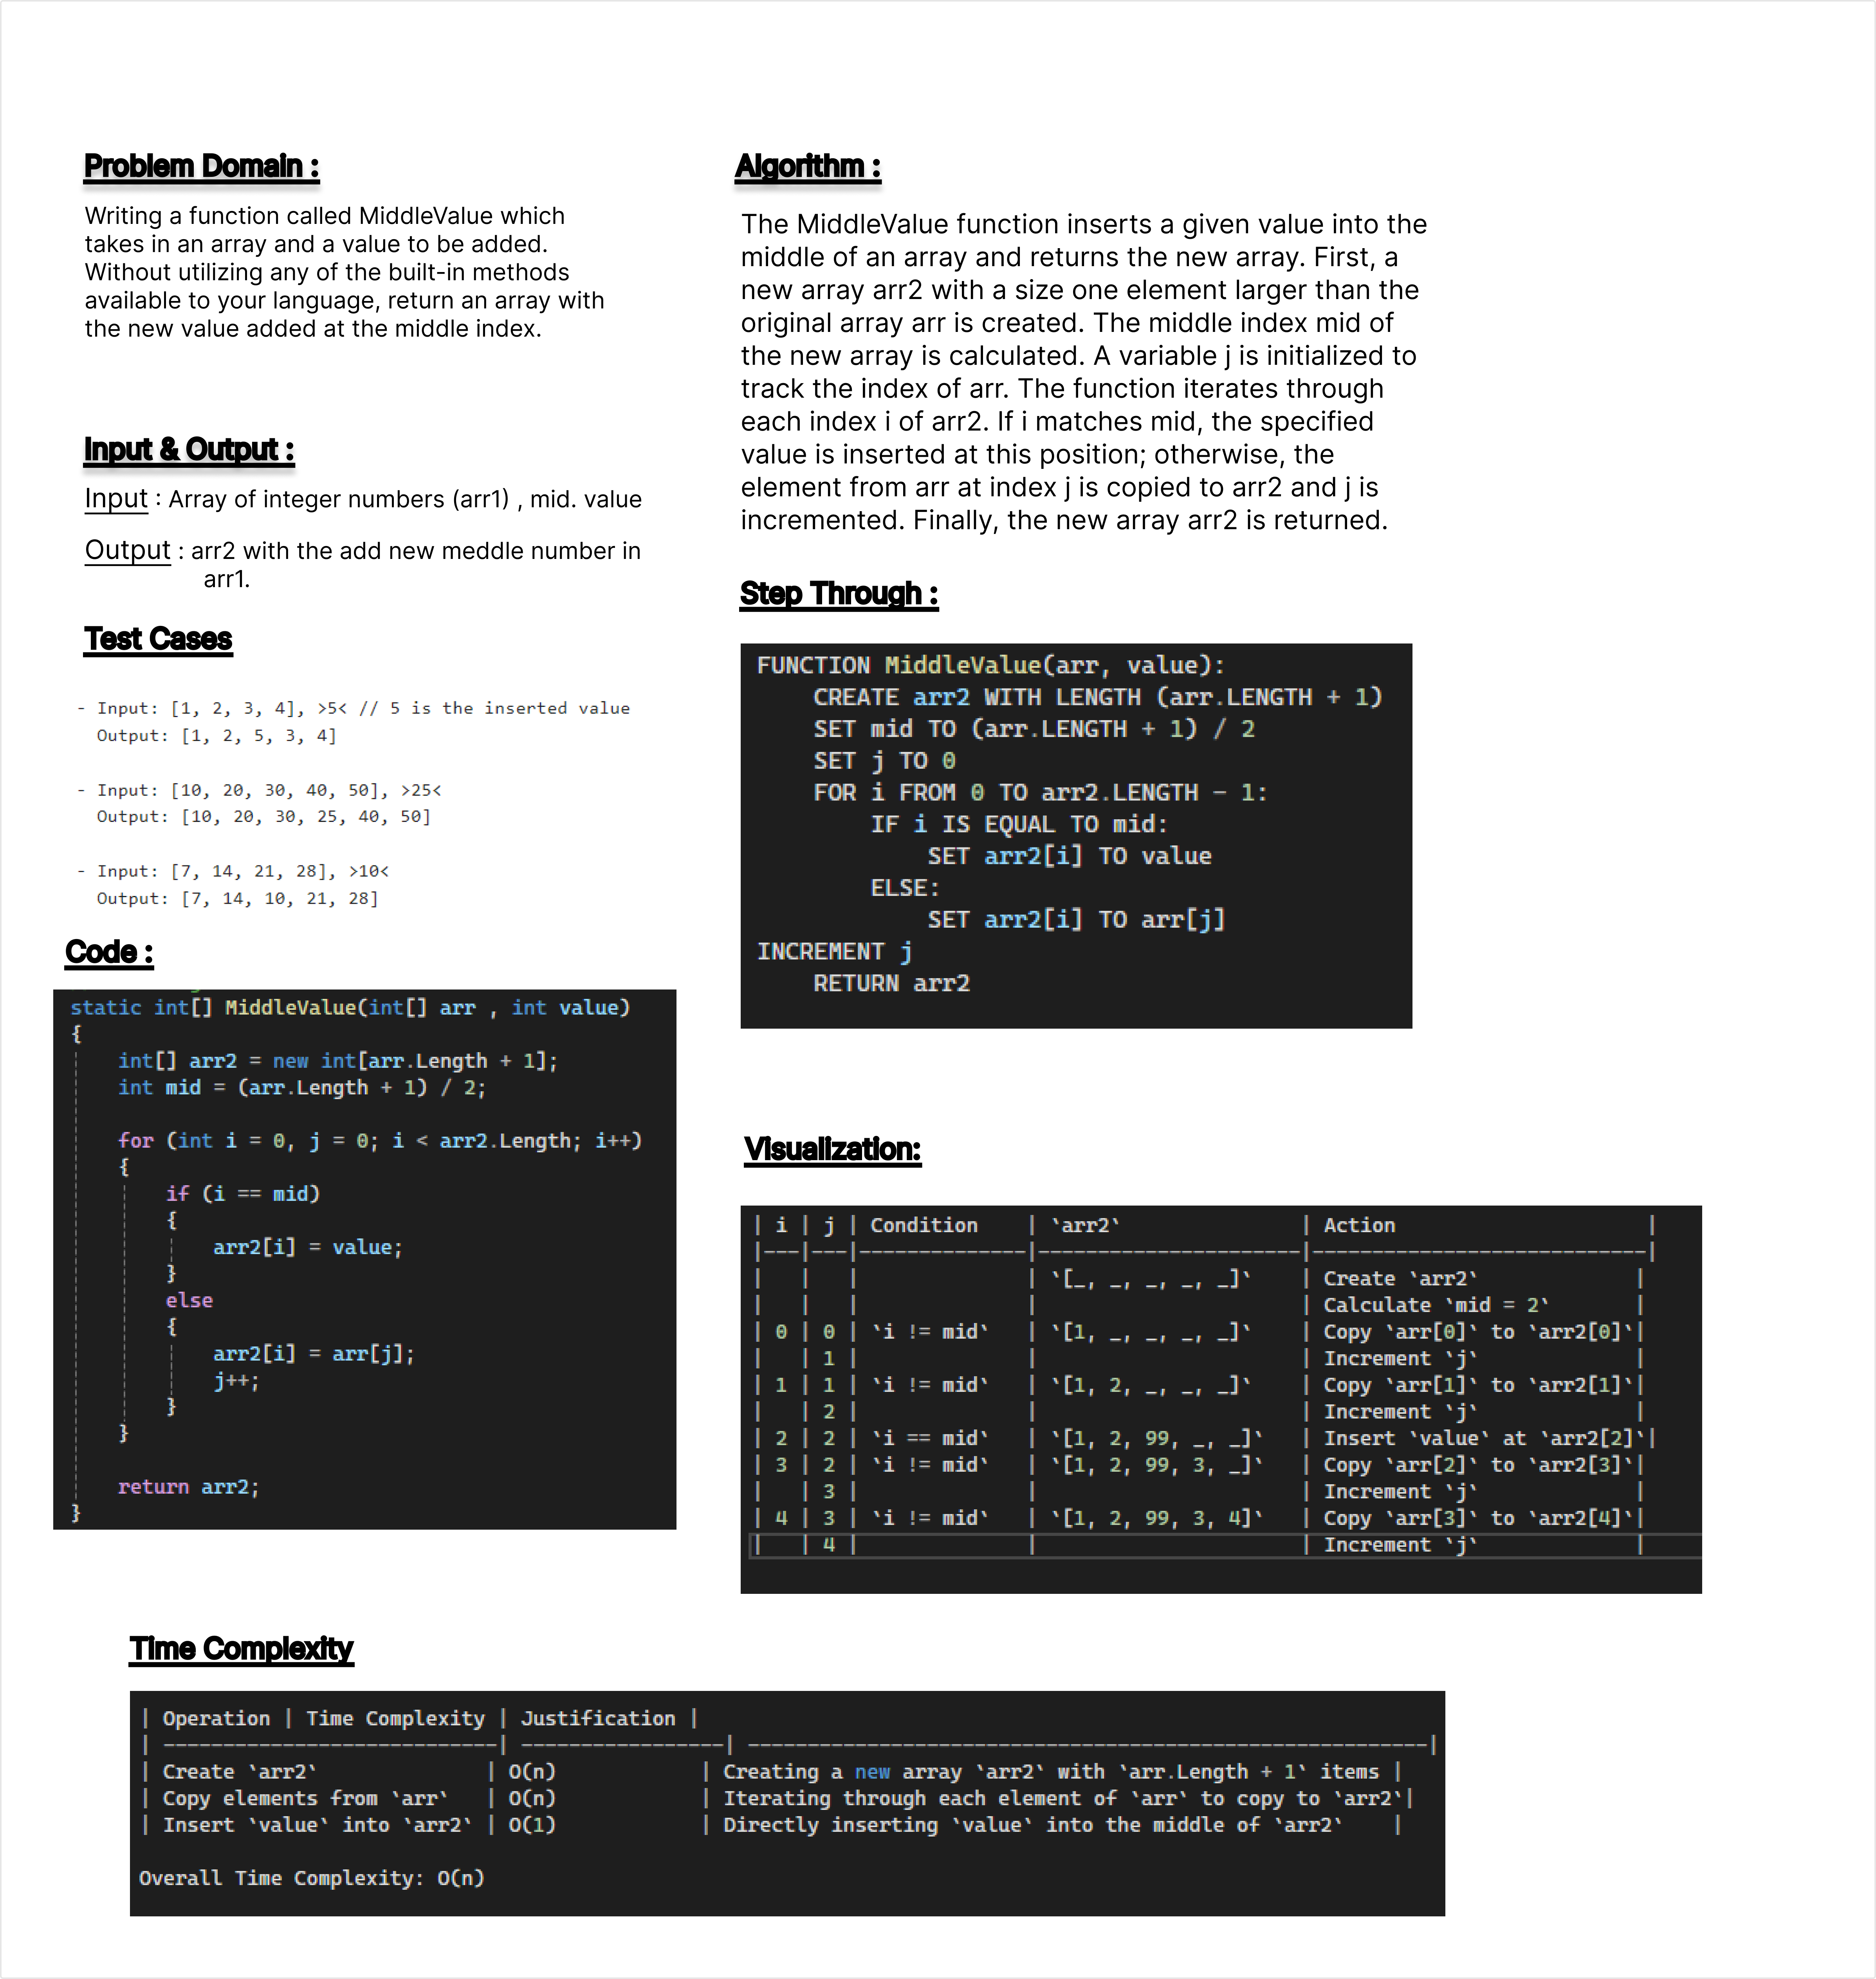 Problem Domain :
Writing a function called MiddleValue which
takes in an array and a value to be added.
Without utilizing any of the built-in methods
available to your language, return an array with
the new value added at the middle index.
Input & Output :
Input : Array of integer numbers (arr1) , mid. value
Output : arr2 with the add new meddle number in
arr1.
Test Cases
- Input: [1, 2, 3, 4], >5< // 5 is the inserted value
Output: [1, 2, 5, 3, 4]
- Input: [10, 20, 30, 40, 50], >25<
Output: [10, 20, 30, 25, 40, 50]
- Input: [7, 14, 21, 28], >10<
Output: [7, 14, 10, 21, 28]
Code :
static int[] MiddleValue(int[] arr , int value)
{
int[] arr2 = new int[arr.Length + 1];
int mid = (arr.Length + 1) / 2;
for (int i = 0, j = 0; i < arr2.Length; i++)
{
if (i == mid)
{
arr2[i] = value;
}
else
{
arr2[i] = arr[j];
j++;
}
}
return arr2;
}
Algorithm :
The MiddleValue function inserts a given value into the
middle of an array and returns the new array. First, a
new array arr2 with a size one element larger than the
original array arr is created. The middle index mid of
the new array is calculated. A variable j is initialized to
track the index of arr. The function iterates through
each index i of arr2. If i matches mid, the specified
value is inserted at this position; otherwise, the
element from arr at index j is copied to arr2 and j is
incremented. Finally, the new array arr2 is returned.
Step Through :
FUNCTION MiddleValue(arr, value):
CREATE arr2 WITH LENGTH (arr.LENGTH + 1)
SET mid TO (arr.LENGTH + 1) / 2
SET j TO 0
FOR i FROM 0 TO arr2.LENGTH - 1:
IF i IS EQUAL TO mid:
SET arr2[i] TO value
ELSE:
SET arr2[i] TO arr[j]
INCREMENT j
RETURN arr2
Visualization:
| i | j | Condition | `arr2` | Action |
|---|---|--------------|----------------------|----------------------------|
| | | | `[_, _, _, _, _]` | Create `arr2` |
| | | | | Calculate `mid = 2` |
| 0 | 0 | `i != mid` | `[1, _, _, _, _]` | Copy `arr[0]` to `arr2[0]`|
| | 1 | | | Increment `j` |
| 1 | 1 | `i != mid` | `[1, 2, _, _, _]` | Copy `arr[1]` to `arr2[1]`|
| | 2 | | | Increment `j` |
| 2 | 2 | `i == mid` | `[1, 2, 99, _, _]` | Insert `value` at `arr2[2]`|
| 3 | 2 | `i != mid` | `[1, 2, 99, 3, _]` | Copy `arr[2]` to `arr2[3]`|
| | 3 | | | Increment `j` |
| 4 | 3 | `i != mid` | `[1, 2, 99, 3, 4]` | Copy `arr[3]` to `arr2[4]`|
| | 4 | | | Increment `j` |
Time Complexity
| Operation | Time Complexity | Justification |
| ----------------------------| -----------------| ---------------------------------------------------------|
| Create `arr2` | O(n) | Creating a new array `arr2` with `arr.Length + 1` items |
| Copy elements from `arr` | O(n) | Iterating through each element of `arr` to copy to `arr2`|
| Insert `value` into `arr2` | O(1) | Directly inserting `value` into the middle of `arr2` |
Overall Time Complexity: O(n)